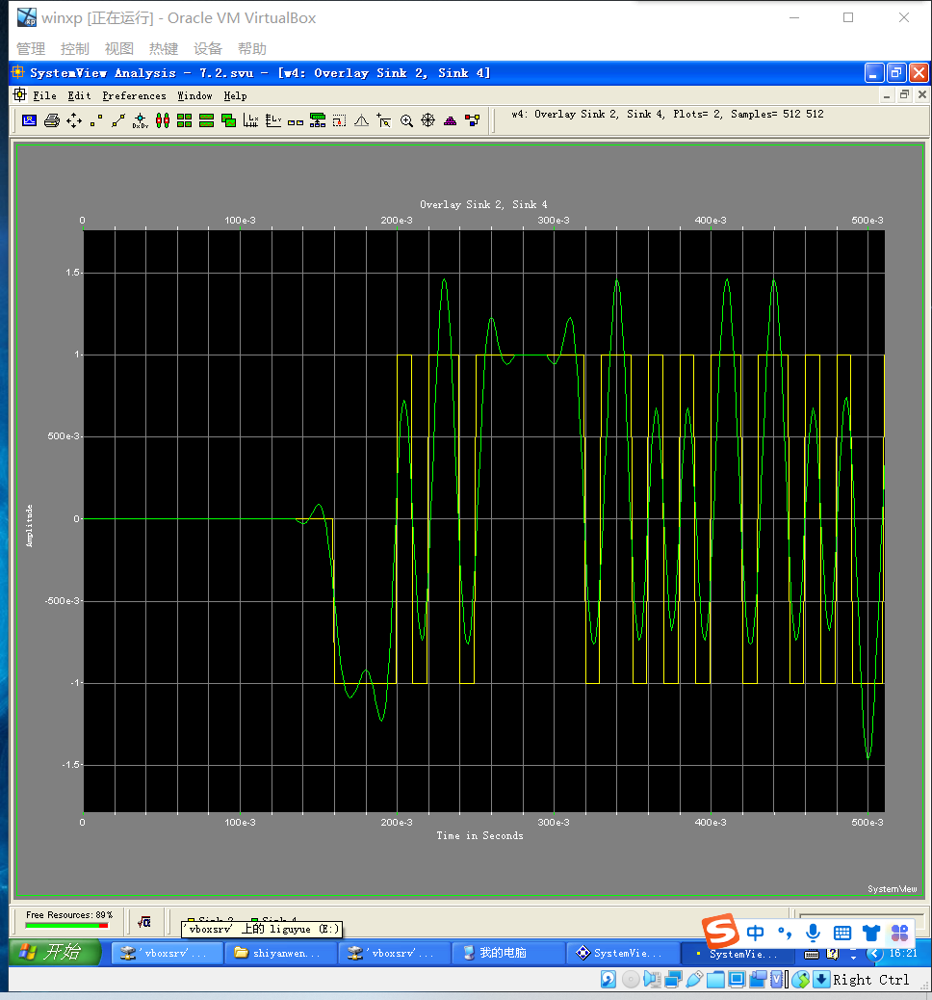 winxp [正在运行] - Oracle VM VirtualBox
管理 控制 视图 热键 设备 帮助
SystemView Analysis - 7.2.svu - [w4: Overlay Sink 2, Sink 4]
File Edit Preferences Window Help
w4: Overlay Sink 2, Sink 4, Plots= 2, Samples= 512 512
Overlay Sink 2, Sink 4
0 100e-3 200e-3 300e-3 400e-3 500e-3
1.5
1
500e-3
0
-500e-3
-1
-1.5
Amplitude
0 100e-3 200e-3 300e-3 400e-3 500e-3
Time in Seconds
SystemView
Free Resources: 89%
√α
'vboxsrv' 上的 liguyue (E:)
中
开始
'vboxsrv'... shiyanwen... 'vboxsrv'... 我的电脑 SystemVie... SystemVie... 16:21
Right Ctrl